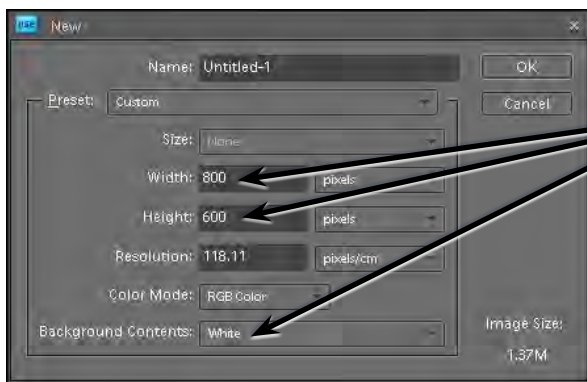 pse New
Name: Untitled-1
OK
Preset: Custom
Cancel
Size: None
Width: 800 pixels
Height: 600 pixels
Resolution: 118.11 pixels/cm
Color Mode: RGB Color
Background Contents: White
Image Size:
1.37M